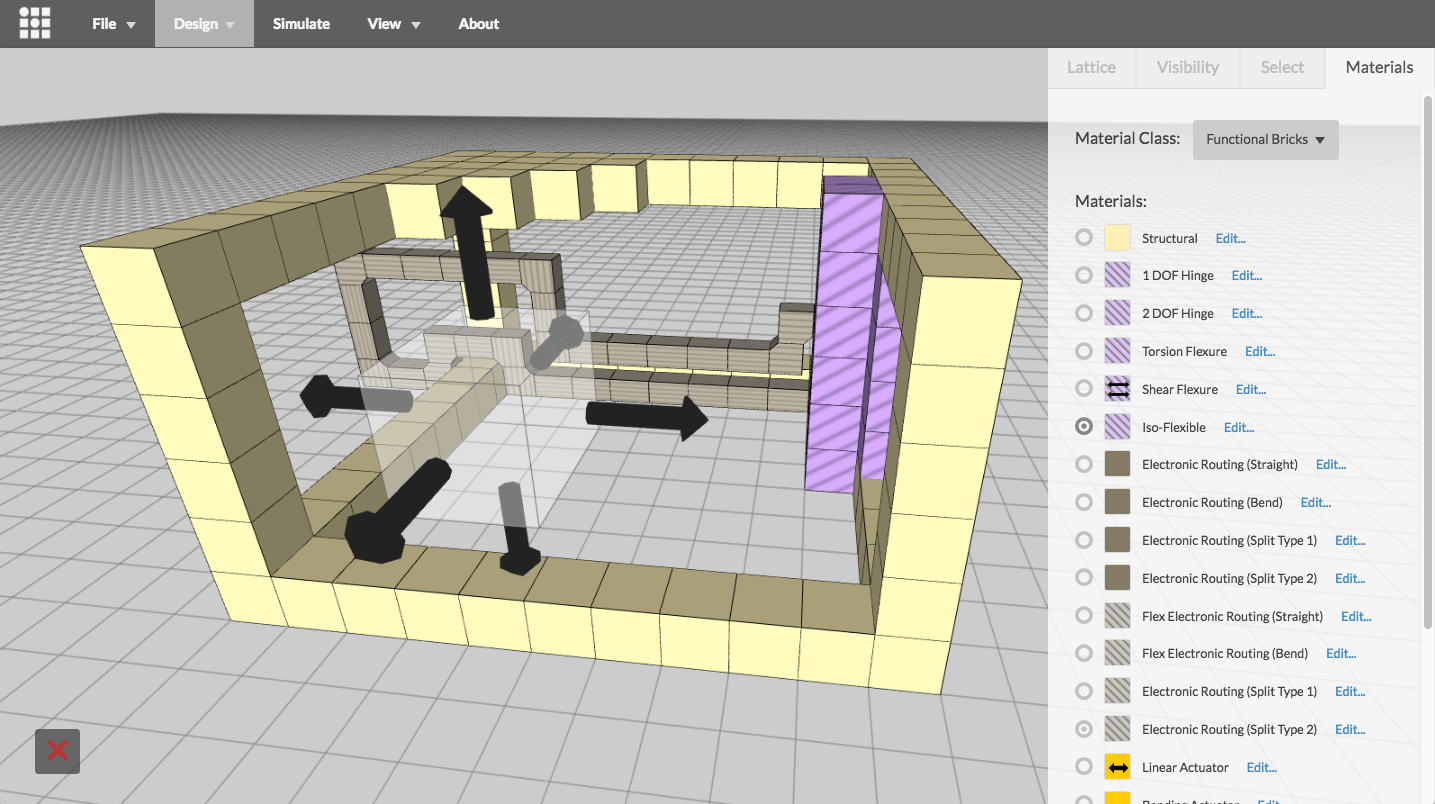 File Design Simulate View About
Lattice Visibility Select Materials
Material Class: Functional Bricks
Materials:
Structural Edit...
1 DOF Hinge Edit...
2 DOF Hinge Edit...
Torsion Flexure Edit...
Shear Flexure Edit...
Iso-Flexible Edit...
Electronic Routing (Straight) Edit...
Electronic Routing (Bend) Edit...
Electronic Routing (Split Type 1) Edit...
Electronic Routing (Split Type 2) Edit...
Flex Electronic Routing (Straight) Edit...
Flex Electronic Routing (Bend) Edit...
Electronic Routing (Split Type 1) Edit...
Electronic Routing (Split Type 2) Edit...
Linear Actuator Edit...
Bending Actuator Edit...